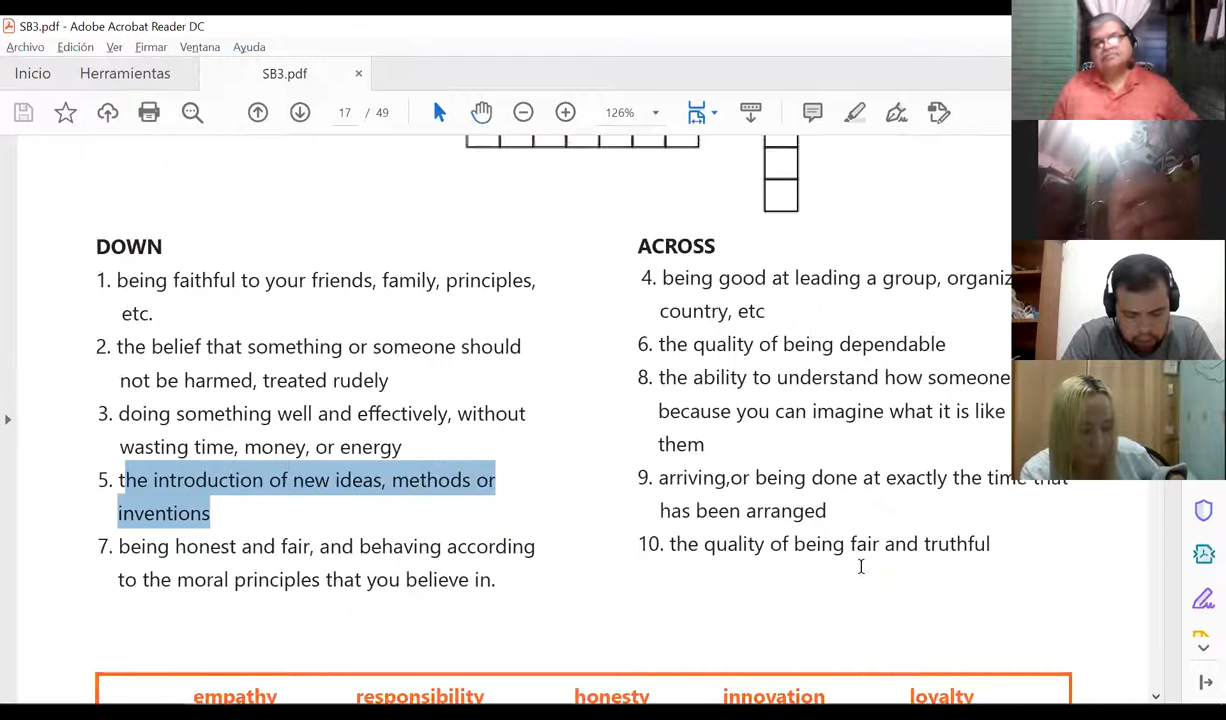 SB3.pdf - Adobe Acrobat Reader DC
Archivo Edición Ver Firmar Ventana Ayuda
Inicio Herramientas SB3.pdf ×
17 / 49 126%
DOWN
1. being faithful to your friends, family, principles,
etc.
2. the belief that something or someone should
not be harmed, treated rudely
3. doing something well and effectively, without
wasting time, money, or energy
5. the introduction of new ideas, methods or
inventions
7. being honest and fair, and behaving according
to the moral principles that you believe in.
ACROSS
4. being good at leading a group, organiz
country, etc
6. the quality of being dependable
8. the ability to understand how someone
because you can imagine what it is like
them
9. arriving,or being done at exactly the time that
has been arranged
10. the quality of being fair and truthful
empathy responsibility honesty innovation loyalty